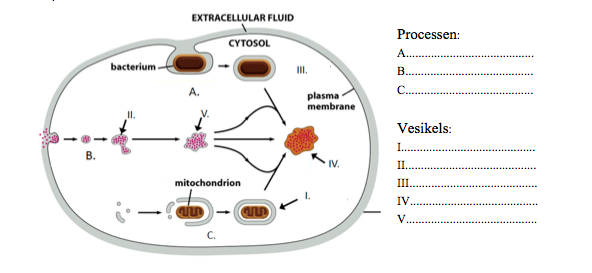 EXTRACELLULAR FLUID
CYTOSOL
bacterium
III.
A.
plasma
membrane
II.
V.
B.
IV.
mitochondrion
I.
C.
Processen:
A..................................
B..................................
C..................................
Vesikels:
I....................................
II...................................
III..................................
IV..................................
V...................................